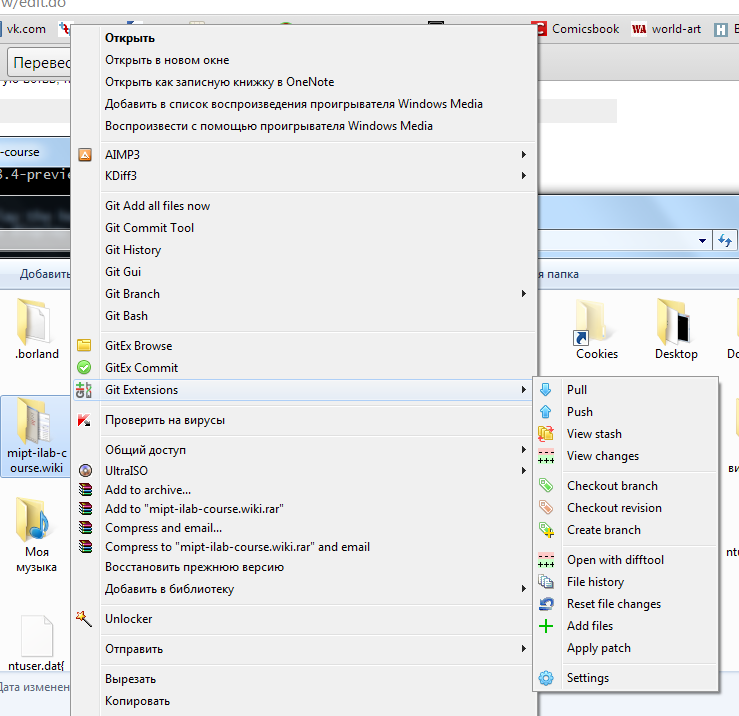 w/edit.do
vk.com
Comicsbook
world-art
Перевес
-course
3.4-previe
Добавить
я папка
.borland
mipt-ilab-c
ourse.wiki
Моя
музыка
ntuser.dat{
Дата изменен
Cookies
Desktop
Открыть
Открыть в новом окне
Открыть как записную книжку в OneNote
Добавить в список воспроизведения проигрывателя Windows Media
Воспроизвести с помощью проигрывателя Windows Media
AIMP3
KDiff3
Git Add all files now
Git Commit Tool
Git History
Git Gui
Git Branch
Git Bash
GitEx Browse
GitEx Commit
Git Extensions
Проверить на вирусы
Общий доступ
UltraISO
Add to archive...
Add to "mipt-ilab-course.wiki.rar"
Compress and email...
Compress to "mipt-ilab-course.wiki.rar" and email
Восстановить прежнюю версию
Добавить в библиотеку
Unlocker
Отправить
Вырезать
Копировать
Pull
Push
View stash
View changes
Checkout branch
Checkout revision
Create branch
Open with difftool
File history
Reset file changes
Add files
Apply patch
Settings